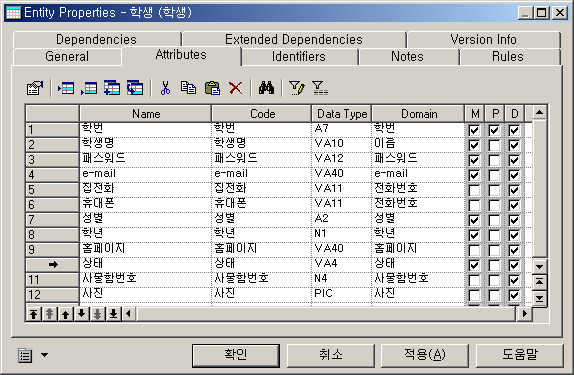 Entity Properties - 학생 (학생)
Dependencies Extended Dependencies Version Info
General Attributes Identifiers Notes Rules
Name Code Data Type Domain M P D
1 학번 학번 A7 학번
2 학생명 학생명 VA10 이름
3 패스워드 패스워드 VA12 패스워드
4 e-mail e-mail VA40 e-mail
5 집전화 집전화 VA11 전화번호
6 휴대폰 휴대폰 VA11 전화번호
7 성별 성별 A2 성별
8 학년 학년 N1 학년
9 홈페이지 홈페이지 VA40 홈페이지
상태 상태 VA4 상태
11 사물함번호 사물함번호 N4 사물함번호
12 사진 사진 PIC 사진
확인 취소 적용(A) 도움말